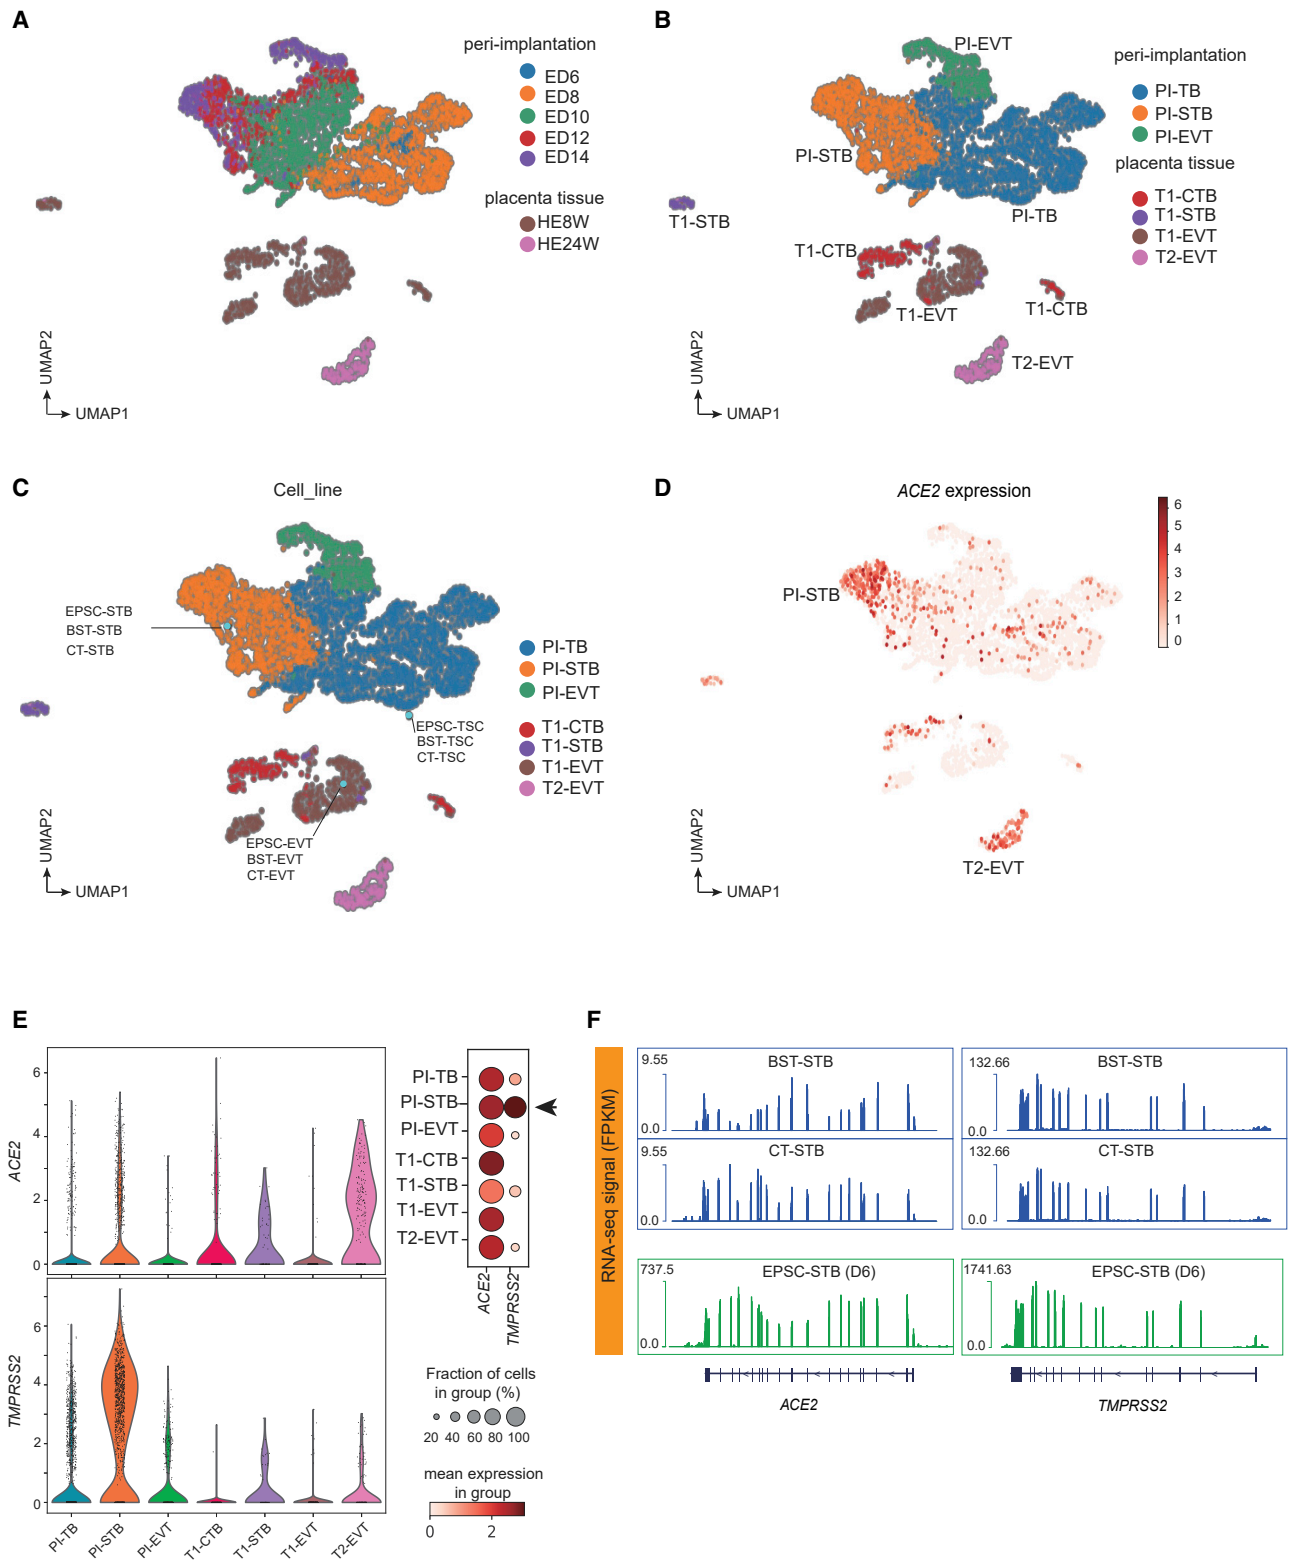 A
peri-implantation
ED6
ED8
ED10
ED12
ED14
placenta tissue
HE8W
HE24W
UMAP2
UMAP1
B
PI-EVT
PI-STB
PI-TB
T1-STB
T1-CTB
T1-EVT
T1-CTB
T2-EVT
peri-implantation
PI-TB
PI-STB
PI-EVT
placenta tissue
T1-CTB
T1-STB
T1-EVT
T2-EVT
UMAP2
UMAP1
C
Cell_line
EPSC-STB
BST-STB
CT-STB
EPSC-TSC
BST-TSC
CT-TSC
EPSC-EVT
BST-EVT
CT-EVT
PI-TB
PI-STB
PI-EVT
T1-CTB
T1-STB
T1-EVT
T2-EVT
UMAP2
UMAP1
D
ACE2 expression
6
5
4
3
2
1
0
PI-STB
T2-EVT
UMAP2
UMAP1
E
ACE2
6
4
2
0
TMPRSS2
6
4
2
0
PI-TB
PI-STB
PI-EVT
T1-CTB
T1-STB
T1-EVT
T2-EVT
PI-TB
PI-STB
PI-EVT
T1-CTB
T1-STB
T1-EVT
T2-EVT
ACE2
TMPRSS2
Fraction of cells
in group (%)
20 40 60 80 100
mean expression
in group
0 2
F
RNA-seq signal (FPKM)
9.55
BST-STB
0.0
132.66
BST-STB
0.0
9.55
CT-STB
0.0
132.66
CT-STB
0.0
737.5
EPSC-STB (D6)
0.0
1741.63
EPSC-STB (D6)
0.0
ACE2
TMPRSS2